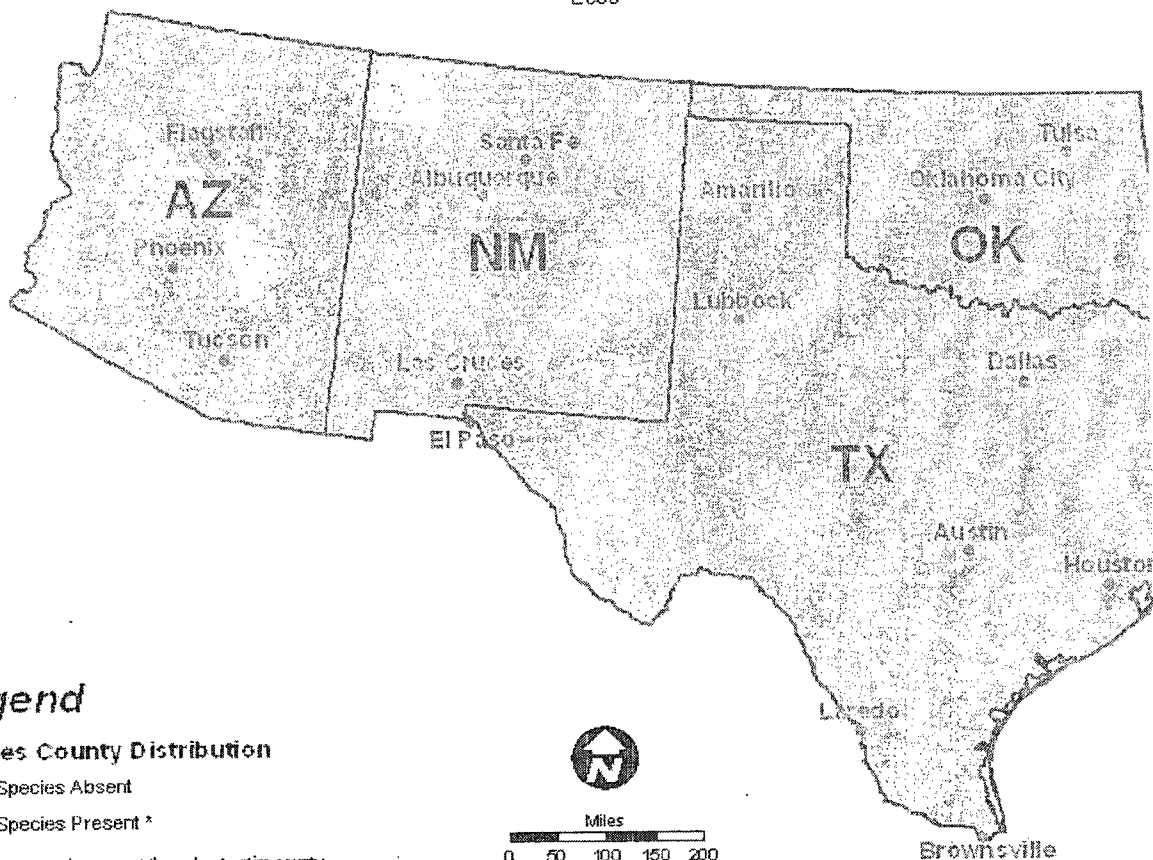 Flagstaff
Santa Fe
Tulsa
Albuquerque
Amarillo
Oklahoma City
AZ
Phoenix
NM
OK
Lubbock
Tucson
Las Cruces
Dallas
El Paso
TX
Austin
Houston
gend
Laredo
es County Distribution
Species Absent
Species Present *
Miles
0 50 100 150 200
Brownsville